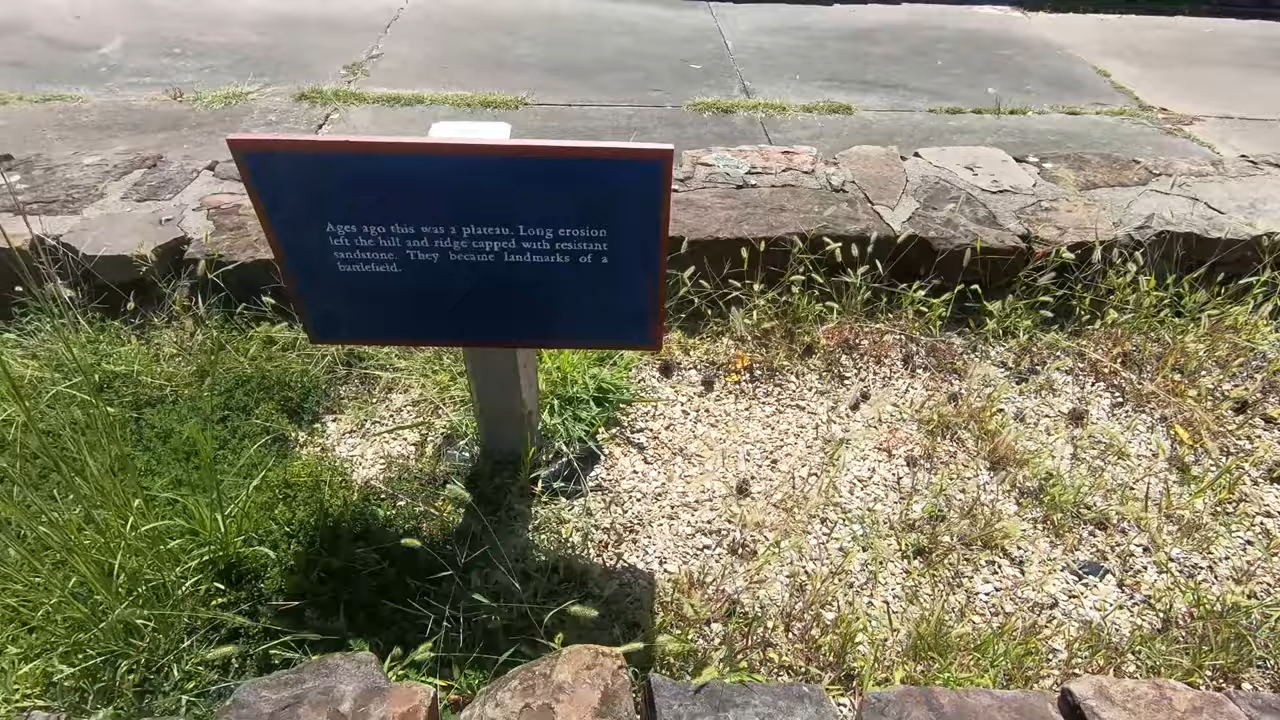 Ages ago this was a plateau. Long erosion
left the hill and ridge capped with resistant
sandstone. They became landmarks of a
battlefield.